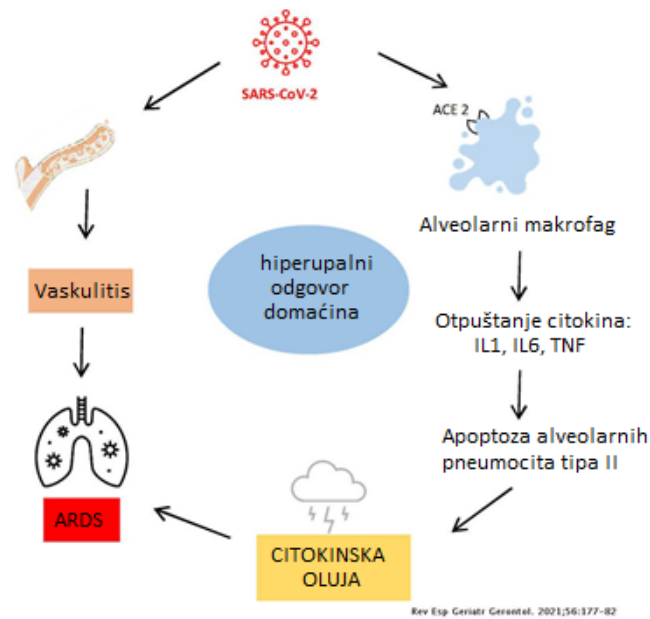 SARS-CoV-2
ACE 2
Alveolarni makrofag
Vaskulitis
hiperupalni
odgovor
domaćina
Otpuštanje citokina:
IL1, IL6, TNF
Apoptoza alveolarnih
pneumocita tipa II
ARDS
CITOKINSKA
OLUJA
Rev Esp Geriatr Gerontol. 2021;56:177-82